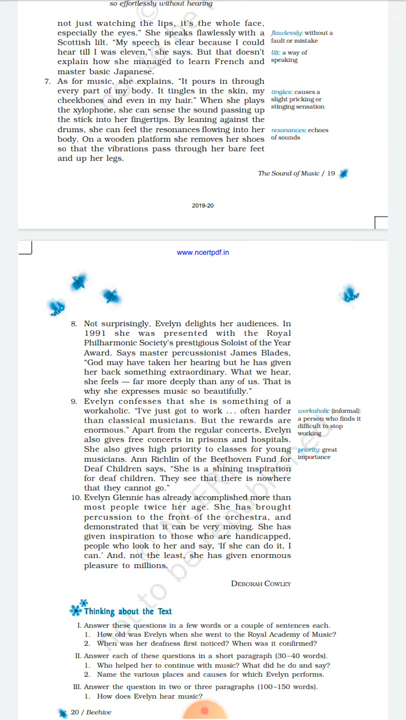 so effortlessly without hearing
not just watching the lips, it's the whole face,
especially the eyes.” She speaks flawlessly with a
Scottish lilt. “My speech is clear because I could
hear till I was eleven,” she says. But that doesn't
explain how she managed to learn French and
master basic Japanese.
flawlessly: without a
fault or mistake
lilt: a way of
speaking
7. As for music, she explains, “It pours in through
every part of my body. It tingles in the skin, my
cheekbones and even in my hair.” When she plays
the xylophone, she can sense the sound passing up
the stick into her fingertips. By leaning against the
drums, she can feel the resonances flowing into her
body. On a wooden platform she removes her shoes
so that the vibrations pass through her bare feet
and up her legs.
tingles: causes a
slight pricking or
stinging sensation
resonances: echoes
of sounds
The Sound of Music / 19
2019-20
www.ncertpdf.in
8. Not surprisingly, Evelyn delights her audiences. In
1991 she was presented with the Royal
Philharmonic Society's prestigious Soloist of the Year
Award. Says master percussionist James Blades,
“God may have taken her hearing but he has given
her back something extraordinary. What we hear,
she feels — far more deeply than any of us. That is
why she expresses music so beautifully.”
9. Evelyn confesses that she is something of a
workaholic. “I've just got to work . . . often harder
than classical musicians. But the rewards are
enormous.” Apart from the regular concerts, Evelyn
also gives free concerts in prisons and hospitals.
She also gives high priority to classes for young
musicians. Ann Richlin of the Beethoven Fund for
Deaf Children says, “She is a shining inspiration
for deaf children. They see that there is nowhere
that they cannot go.”
workaholic (informal):
a person who finds it
difficult to stop
working
priority: great
importance
10. Evelyn Glennie has already accomplished more than
most people twice her age. She has brought
percussion to the front of the orchestra, and
demonstrated that it can be very moving. She has
given inspiration to those who are handicapped,
people who look to her and say, ‘If she can do it, I
can.’ And, not the least, she has given enormous
pleasure to millions.
DEBORAH COWLEY
Thinking about the Text
I. Answer these questions in a few words or a couple of sentences each.
1. How old was Evelyn when she went to the Royal Academy of Music?
2. When was her deafness first noticed? When was it confirmed?
II. Answer each of these questions in a short paragraph (30–40 words).
1. Who helped her to continue with music? What did he do and say?
2. Name the various places and causes for which Evelyn performs.
III. Answer the question in two or three paragraphs (100–150 words).
1. How does Evelyn hear music?
20 / Beehive